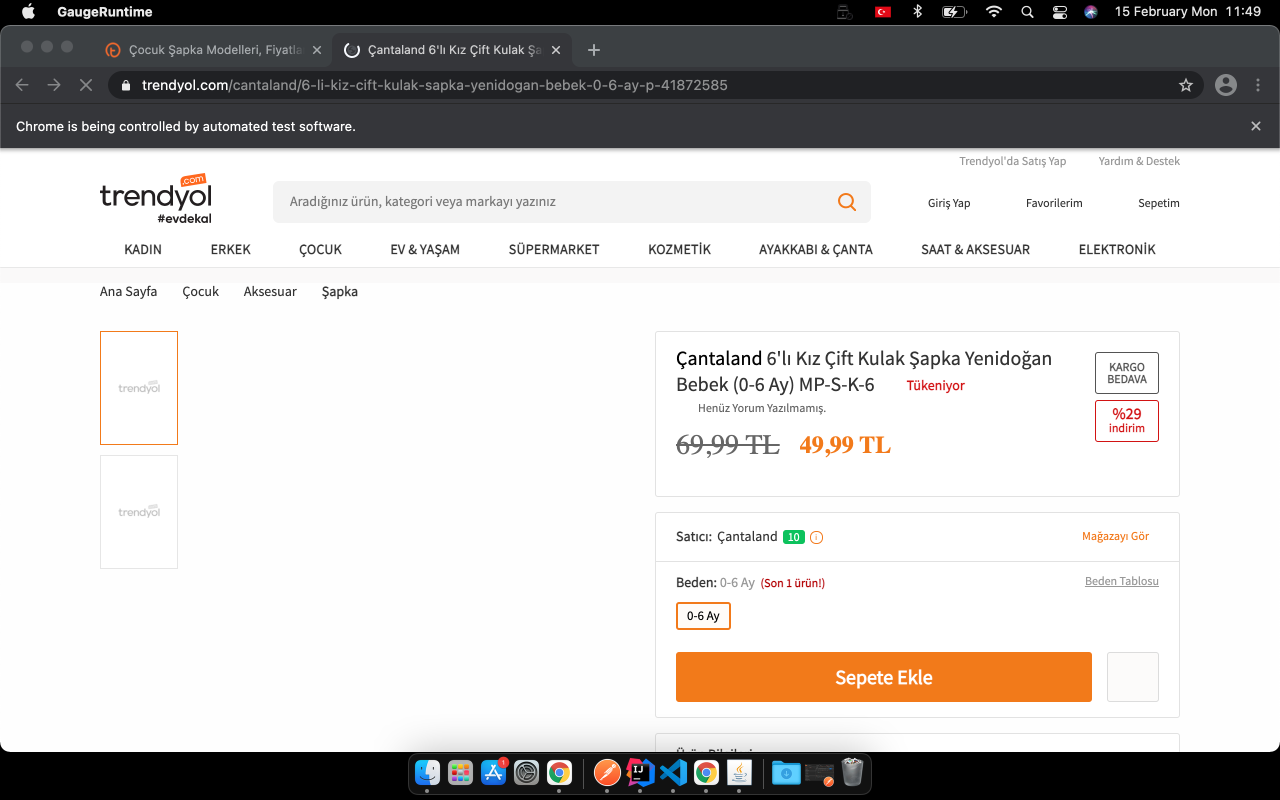 GaugeRuntime
15 February Mon 11:49
Çocuk Şapka Modelleri, Fiyatla
Çantaland 6'lı Kız Çift Kulak Şa
trendyol.com/cantaland/6-li-kiz-cift-kulak-sapka-yenidogan-bebek-0-6-ay-p-41872585
Chrome is being controlled by automated test software.
Trendyol'da Satış Yap
Yardım & Destek
trendyol
.com
#evdekal
Aradığınız ürün, kategori veya markayı yazınız
Giriş Yap
Favorilerim
Sepetim
KADIN
ERKEK
ÇOCUK
EV & YAŞAM
SÜPERMARKET
KOZMETİK
AYAKKABI & ÇANTA
SAAT & AKSESUAR
ELEKTRONİK
Ana Sayfa
Çocuk
Aksesuar
Şapka
trendyol
trendyol
Çantaland 6'lı Kız Çift Kulak Şapka Yenidoğan
Bebek (0-6 Ay) MP-S-K-6
Tükeniyor
Henüz Yorum Yazılmamış.
69,99 TL 49,99 TL
KARGO
BEDAVA
%29
indirim
Satıcı: Çantaland 10
Mağazayı Gör
Beden: 0-6 Ay (Son 1 ürün!)
Beden Tablosu
0-6 Ay
Sepete Ekle
1
IJ